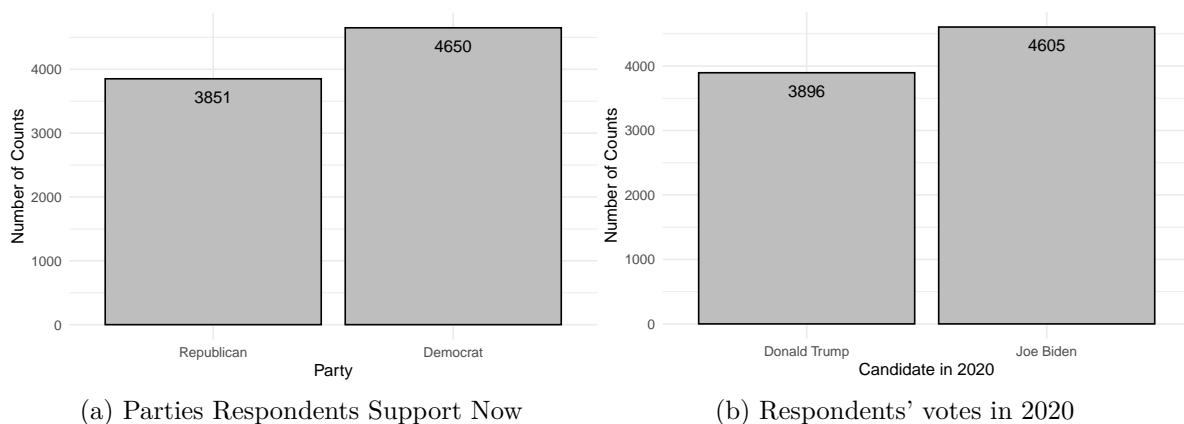 Number of Counts
4000
3000
2000
1000
0
3851
4650
Republican
Democrat
Party
(a) Parties Respondents Support Now
Number of Counts
4000
3000
2000
1000
0
3896
4605
Donald Trump
Joe Biden
Candidate in 2020
(b) Respondents' votes in 2020